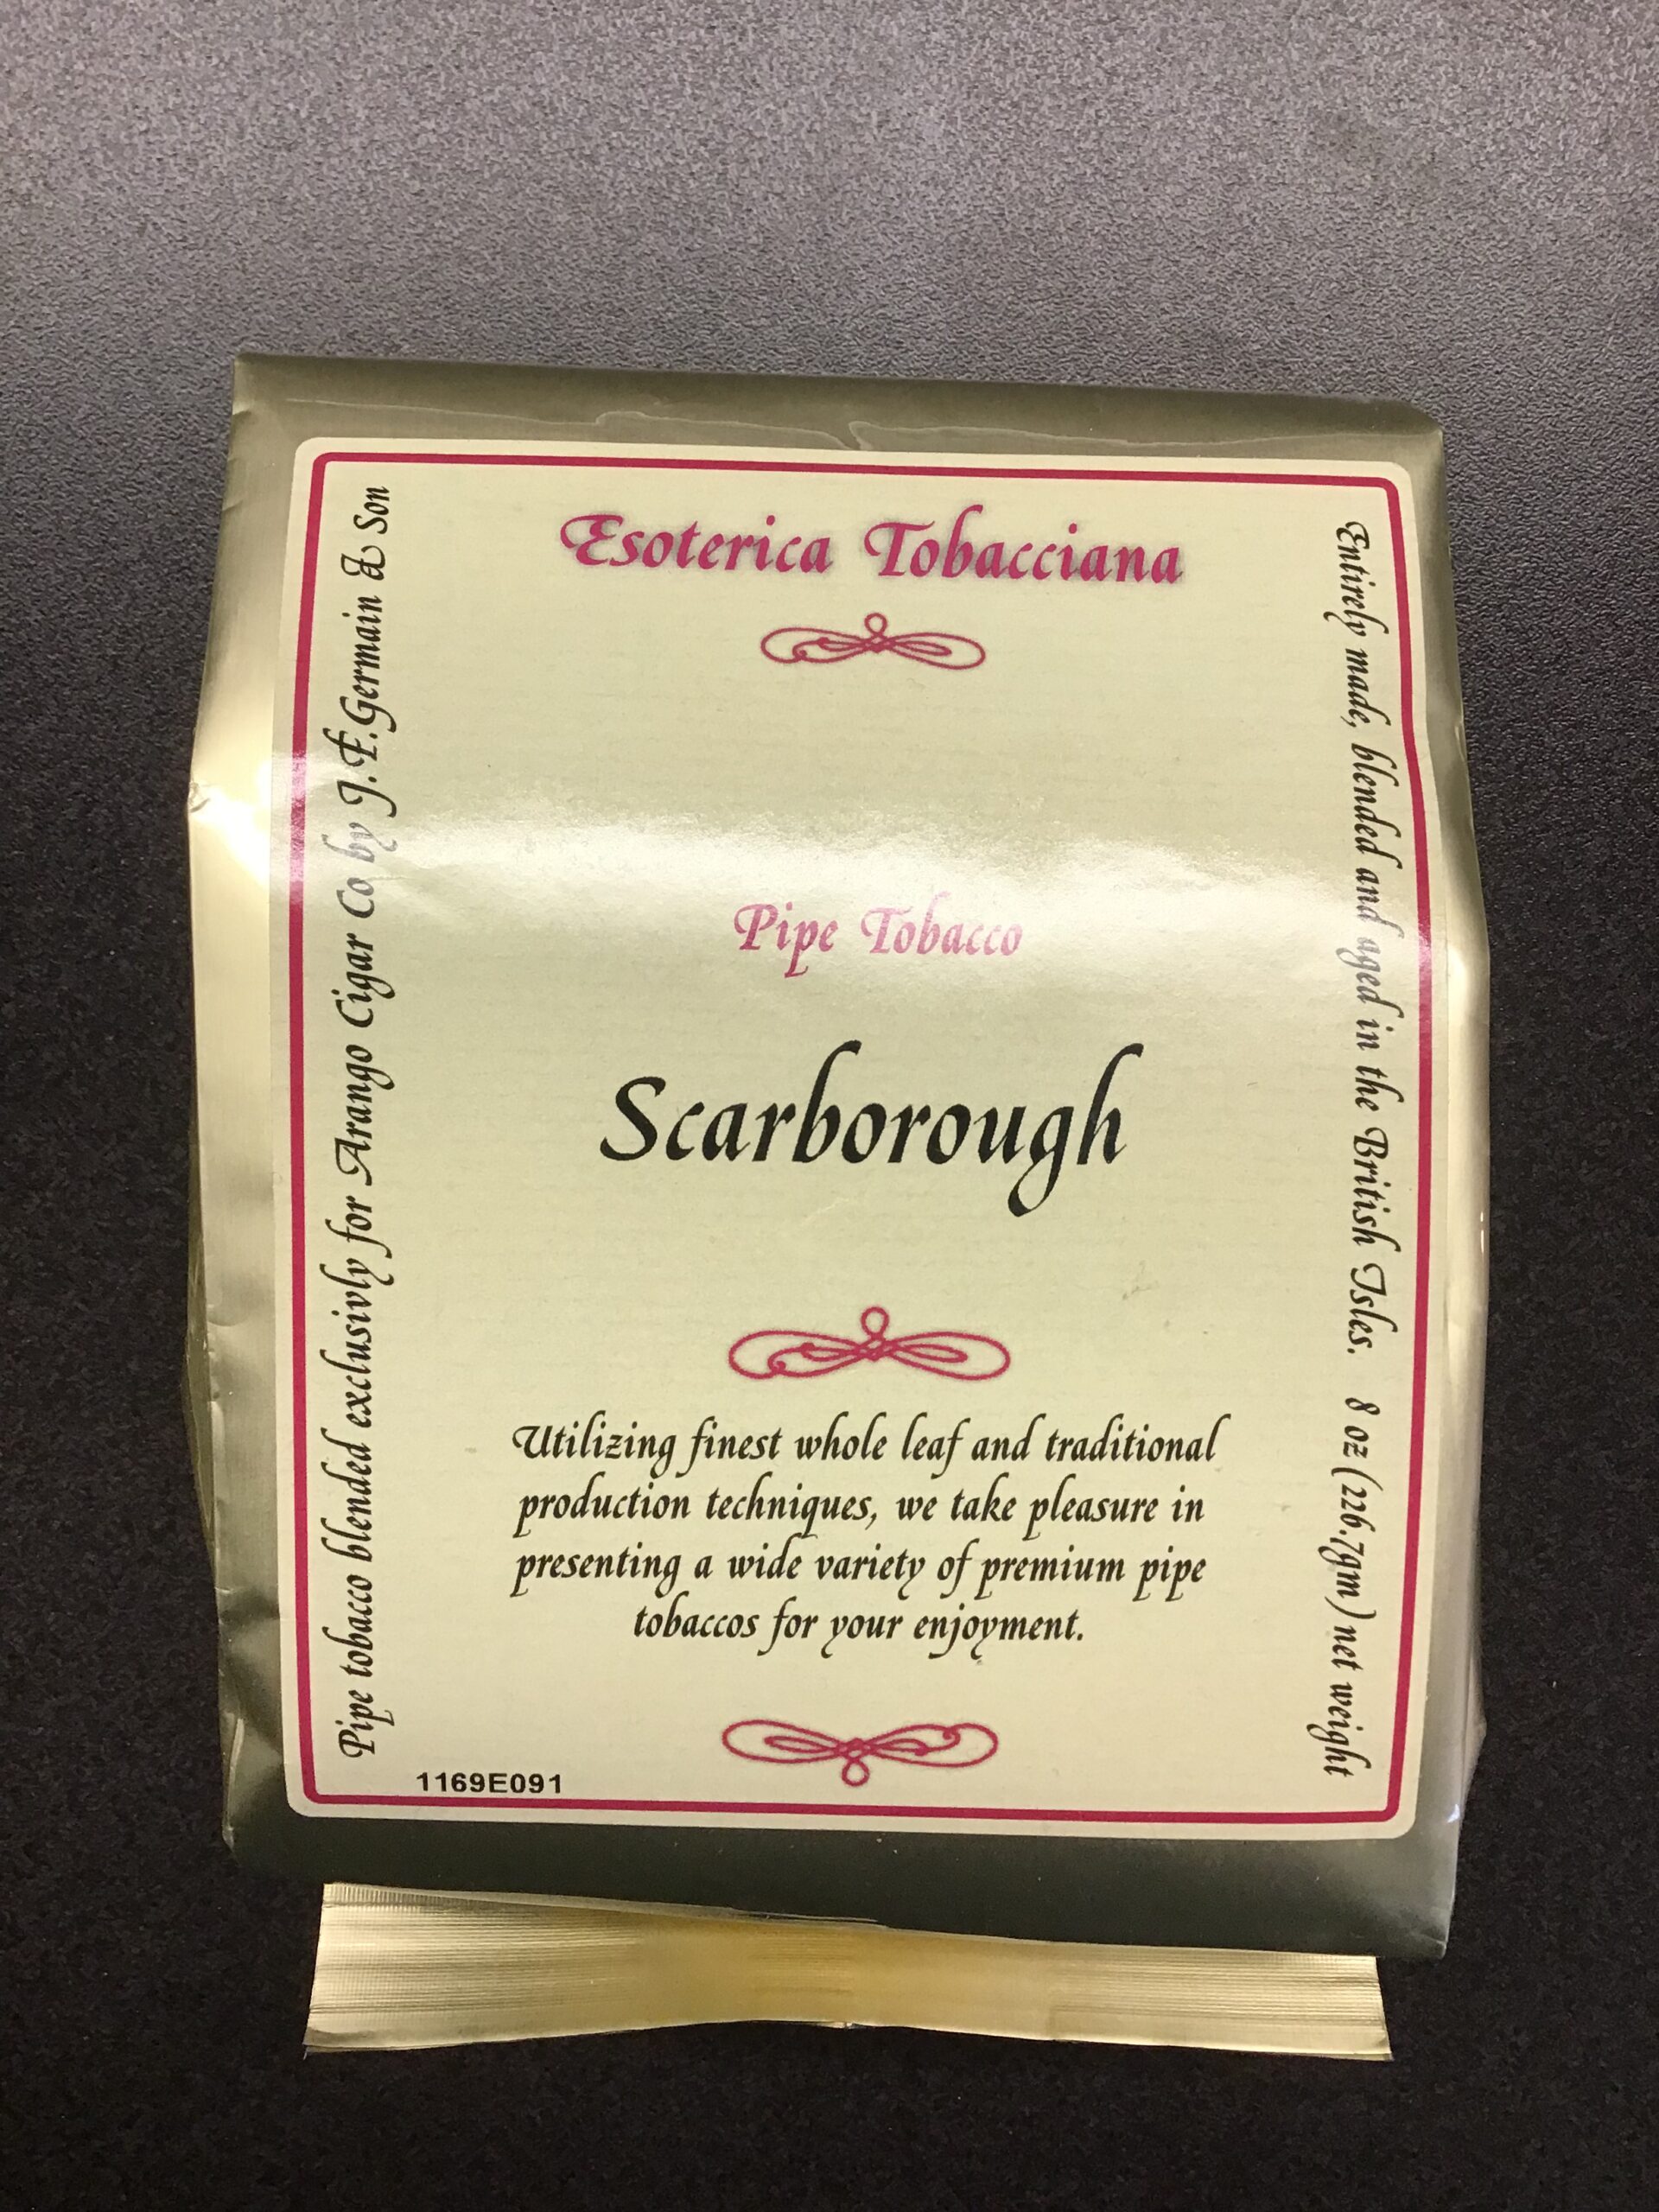 Esoterica Tobacciana
Pipe Tobacco
Scarborough
Utilizing finest whole leaf and traditional
production techniques, we take pleasure in
presenting a wide variety of premium pipe
tobaccos for your enjoyment.
Pipe tobacco blended exclusivly for Arango Cigar Co by J.F.Germain & Son
Entirely made, blended and aged in the British Isles. 8 oz (226.7gm) net weight
1169E091